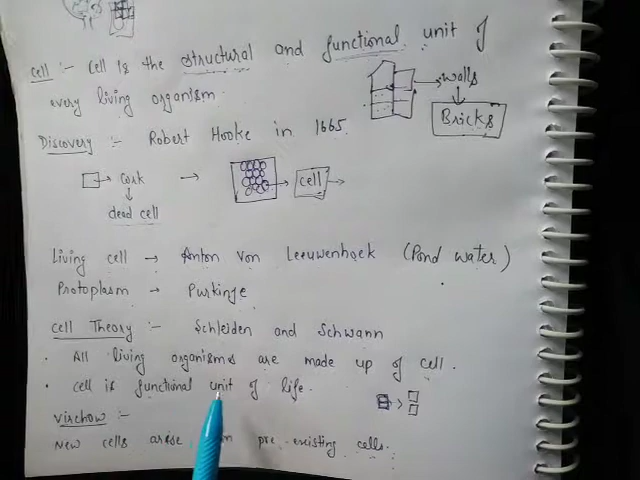 Cell :- Cell is the structural and functional unit of
every living organism.
walls
Bricks
Discovery :- Robert Hooke in 1665.
Cork
cell
dead cell
Living cell → Anton Von Leeuwenhoek (Pond water)
Protoplasm → Purkinje
Cell Theory :- Schleiden and Schwann
• All living organisms are made up of cell.
• cell is functional unit of life.
Virchow :-
New cells arise pre existing cells.